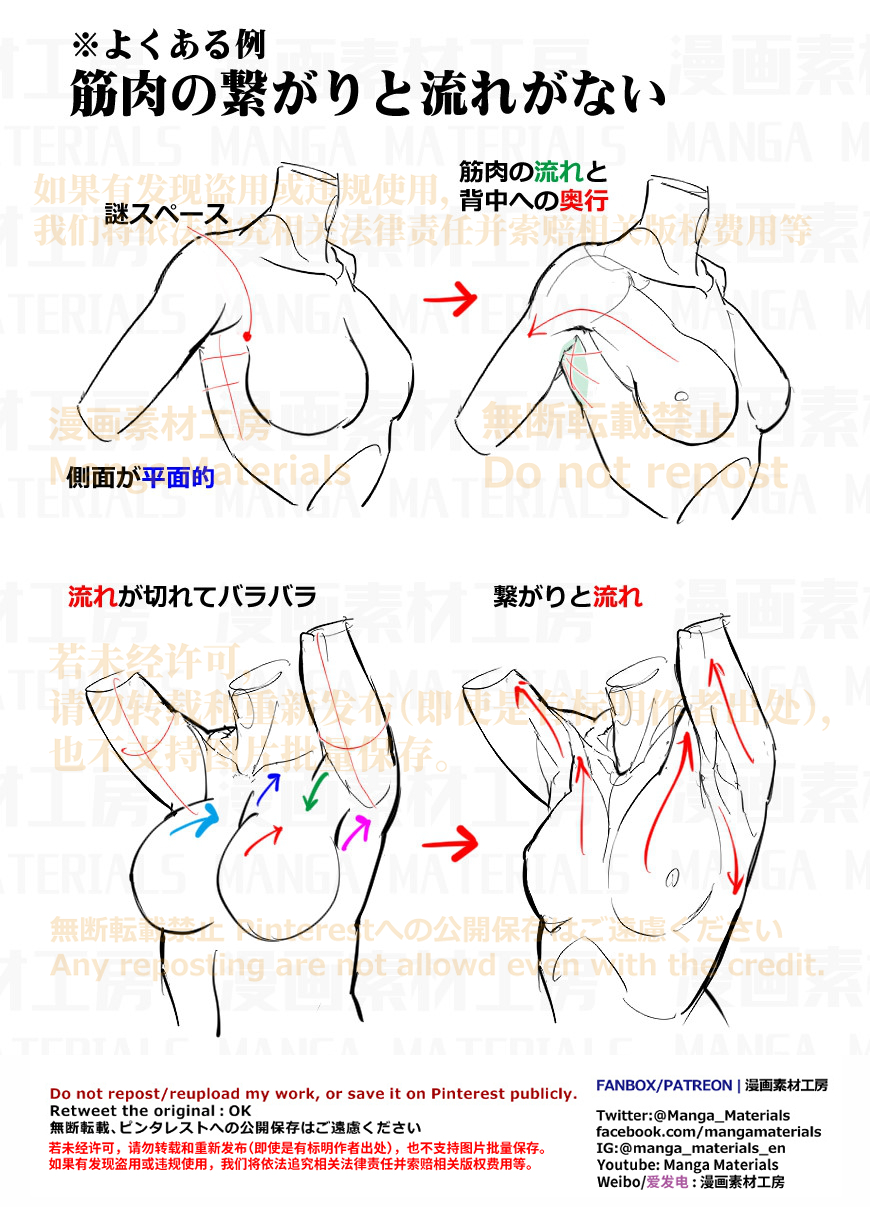 ※よくある例
筋肉の繋がりと流れがない
漫画素材工房
MATERIALS MANGA MATERIALS MANGA
如果有发现盗用或违规使用,
我们将依法追究相关法律责任并索赔相关版权费用等
謎スペース
筋肉の流れと
背中への奥行
漫画素材工房
Manga Materials
無断転載禁止
Do not repost
側面が平面的
流れが切れてバラバラ
繋がりと流れ
若未经许可,
请勿转载和重新发布(即使是有标明作者出处),
也不支持图片批量保存。
無断転載禁止 Pinterestへの公開保存はご遠慮ください
Any reposting are not allowd even with the credit.
Do not repost/reupload my work, or save it on Pinterest publicly.
Retweet the original : OK
無断転載、ピンタレストへの公開保存はご遠慮ください
若未经许可，请勿转载和重新发布(即使是有标明作者出处)，也不支持图片批量保存。
如果有发现盗用或违规使用，我们将依法追究相关法律责任并索赔相关版权费用等。
FANBOX/PATREON | 漫画素材工房
Twitter:@Manga_Materials
facebook.com/mangamaterials
IG:@manga_materials_en
Youtube: Manga Materials
Weibo/爱发电 : 漫画素材工房